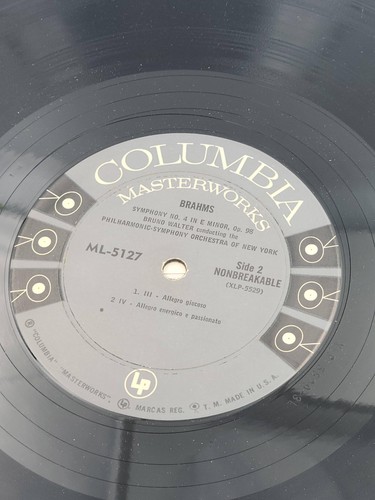 COLUMBIA
MASTERWORKS
BRAHMS
SYMPHONY NO. 4 IN E MINOR, Op. 98
BRUNO WALTER conducting the
PHILHARMONIC-SYMPHONY ORCHESTRA OF NEW YORK
ML-5127
Side 2
NONBREAKABLE
(XLP-5529)
1. III - Allegro giocoso
2 IV - Allegro energico e passionato
Lp
"COLUMBIA" "MASTERWORKS", Lp MARCAS REG. T. M. MADE IN U.S.A.